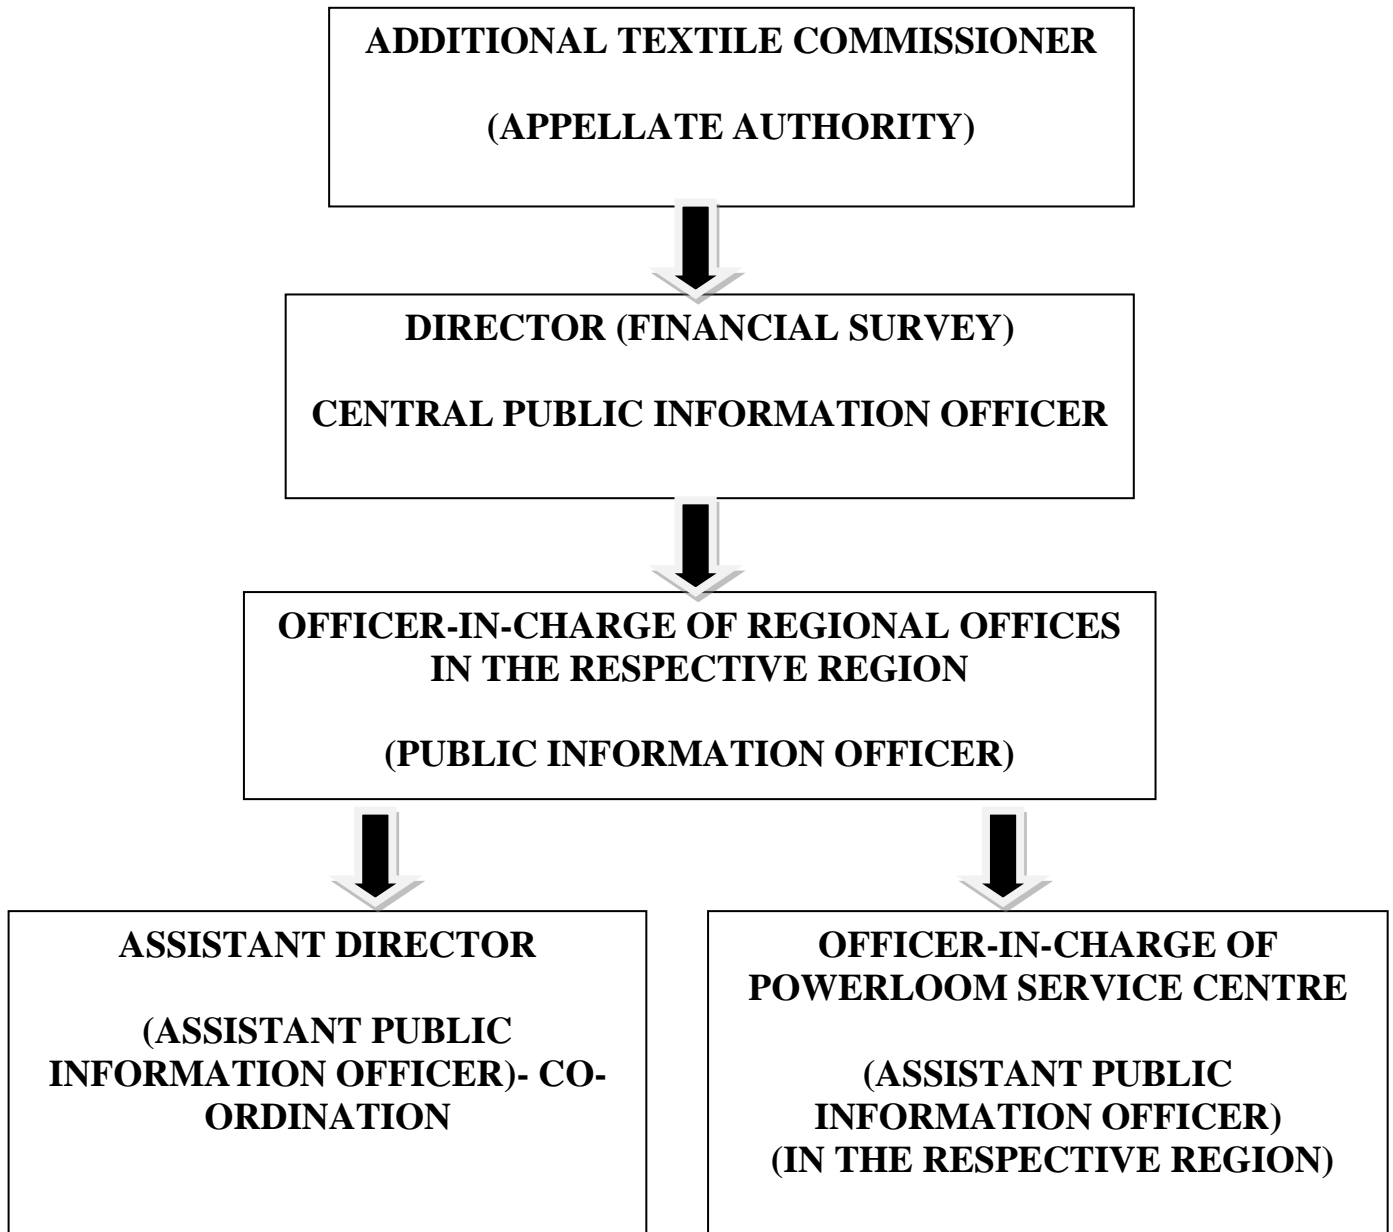 ADDITIONAL TEXTILE COMMISSIONER
(APPELLATE AUTHORITY)
DIRECTOR (FINANCIAL SURVEY)
CENTRAL PUBLIC INFORMATION OFFICER
OFFICER-IN-CHARGE OF REGIONAL OFFICES
IN THE RESPECTIVE REGION
(PUBLIC INFORMATION OFFICER)
ASSISTANT DIRECTOR
(ASSISTANT PUBLIC
INFORMATION OFFICER)- CO-
ORDINATION
OFFICER-IN-CHARGE OF
POWERLOOM SERVICE CENTRE
(ASSISTANT PUBLIC
INFORMATION OFFICER)
(IN THE RESPECTIVE REGION)